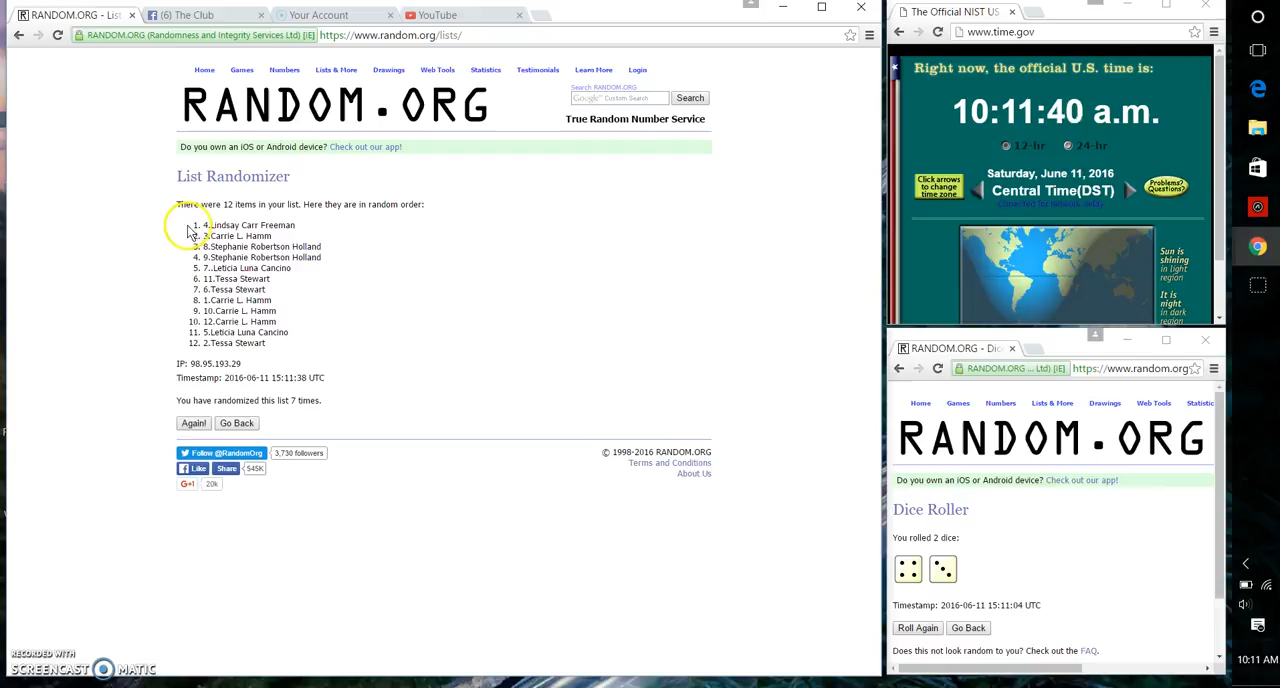 RANDOM.ORG - List
(6) The Club
Your Account
YouTube
RANDOM.ORG (Randomness and Integrity Services Ltd) [IE]
https://www.random.org/lists/
Home Games Numbers Lists & More Drawings Web Tools Statistics Testimonials Learn More Login
RANDOM.ORG
Search RANDOM.ORG
Google™ Custom Search
Search
True Random Number Service
Do you own an iOS or Android device? Check out our app!
List Randomizer
There were 12 items in your list. Here they are in random order:
1. 4.Lindsay Carr Freeman
2. 3.Carrie L. Hamm
3. 8.Stephanie Robertson Holland
4. 9.Stephanie Robertson Holland
5. 7..Leticia Luna Cancino
6. 11.Tessa Stewart
7. 6.Tessa Stewart
8. 1.Carrie L. Hamm
9. 10.Carrie L. Hamm
10. 12.Carrie L. Hamm
11. 5.Leticia Luna Cancino
12. 2.Tessa Stewart
IP: 98.95.193.29
Timestamp: 2016-06-11 15:11:38 UTC
You have randomized this list 7 times.
Again! Go Back
Follow @RandomOrg 3,730 followers
Like Share 545K
G+1 20k
© 1998-2016 RANDOM.ORG
Terms and Conditions
About Us
RECORDED WITH
SCREENCAST MATIC
The Official NIST US
www.time.gov
Right now, the official U.S. time is:
10:11:40 a.m.
12-hr 24-hr
Click arrows
to change
time zone
Saturday, June 11, 2016
Central Time(DST)
Problems?
Questions?
Sun is
shining
in light
region
It is
night
in dark
region
RANDOM.ORG - Dic
RANDOM.ORG ... Ltd) [IE]
https://www.random.org
Home Games Numbers Lists & More Drawings Web Tools Statistic
RANDOM.ORG
Do you own an iOS or Android device? Check out our app!
Dice Roller
You rolled 2 dice:
Timestamp: 2016-06-11 15:11:04 UTC
Roll Again Go Back
Does this not look random to you? Check out the FAQ.
10:11 AM